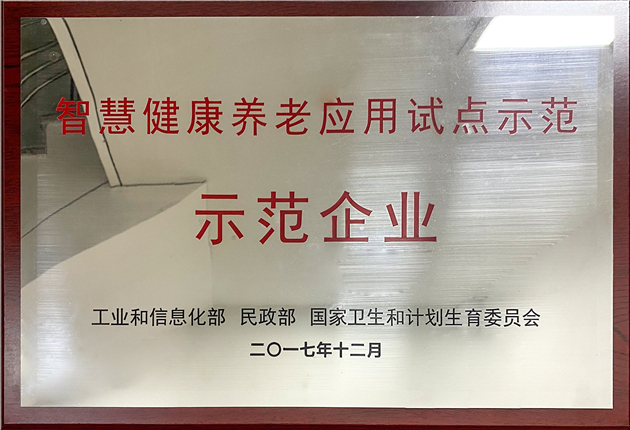 智慧健康养老应用试点示范
示范企业
工业和信息化部 民政部 国家卫生和计划生育委员会
二〇一七年十二月